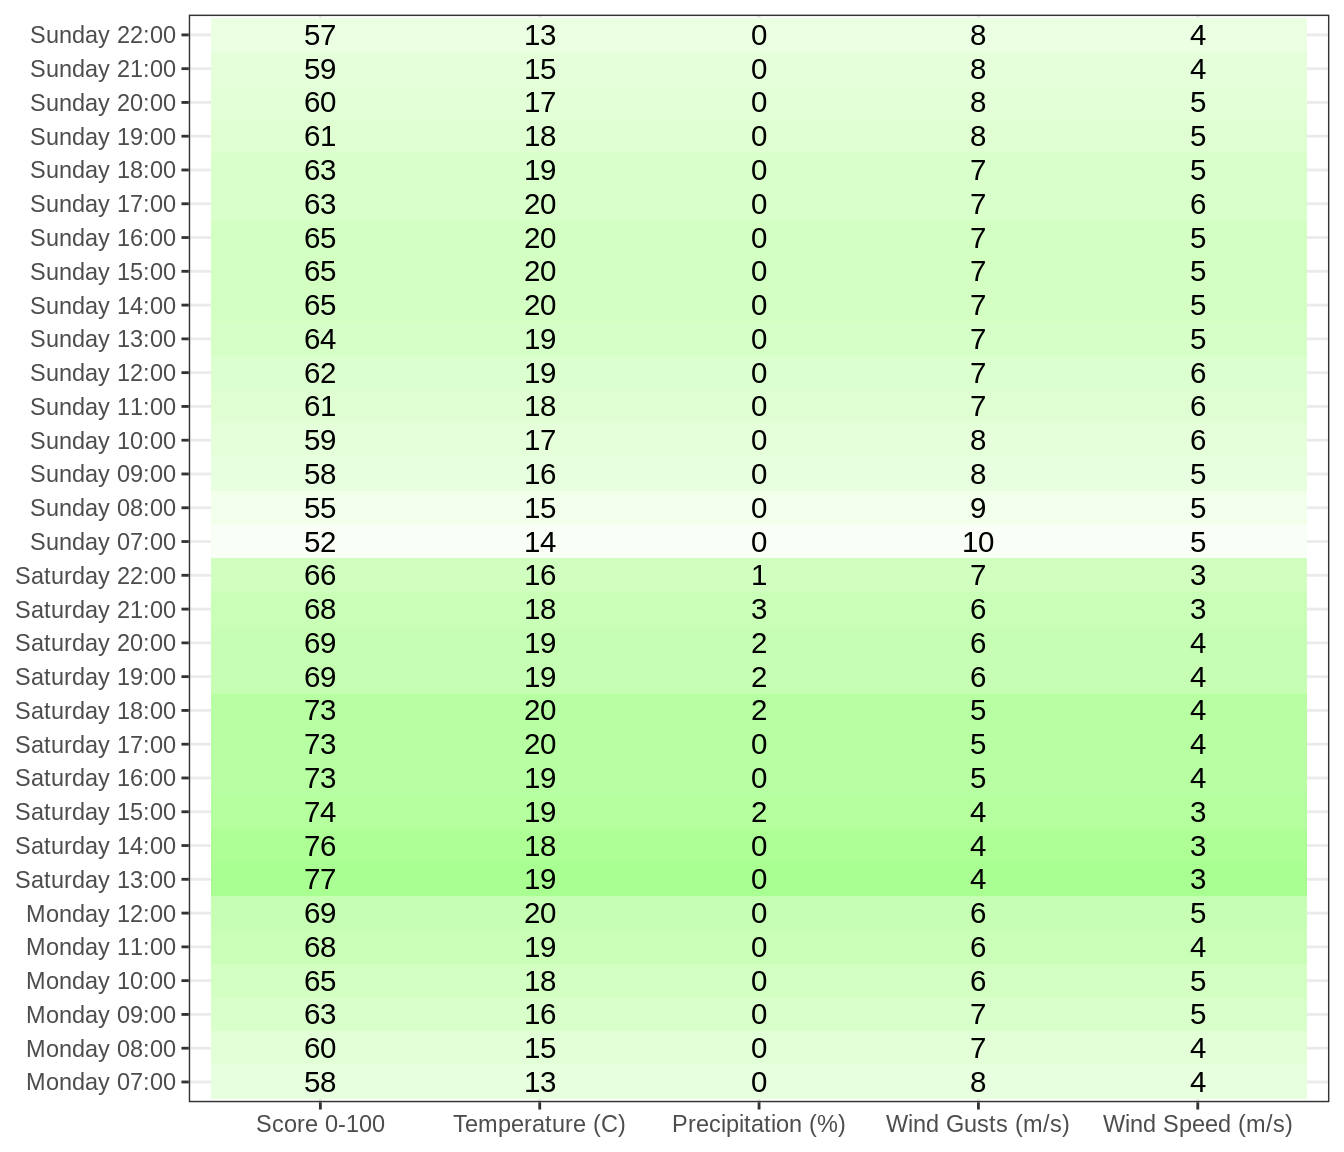 Sunday 22:00 57 13 0 8 4
Sunday 21:00 59 15 0 8 4
Sunday 20:00 60 17 0 8 5
Sunday 19:00 61 18 0 8 5
Sunday 18:00 63 19 0 7 5
Sunday 17:00 63 20 0 7 6
Sunday 16:00 65 20 0 7 5
Sunday 15:00 65 20 0 7 5
Sunday 14:00 65 20 0 7 5
Sunday 13:00 64 19 0 7 5
Sunday 12:00 62 19 0 7 6
Sunday 11:00 61 18 0 7 6
Sunday 10:00 59 17 0 8 6
Sunday 09:00 58 16 0 8 5
Sunday 08:00 55 15 0 9 5
Sunday 07:00 52 14 0 10 5
Saturday 22:00 66 16 1 7 3
Saturday 21:00 68 18 3 6 3
Saturday 20:00 69 19 2 6 4
Saturday 19:00 69 19 2 6 4
Saturday 18:00 73 20 2 5 4
Saturday 17:00 73 20 0 5 4
Saturday 16:00 73 19 0 5 4
Saturday 15:00 74 19 2 4 3
Saturday 14:00 76 18 0 4 3
Saturday 13:00 77 19 0 4 3
Monday 12:00 69 20 0 6 5
Monday 11:00 68 19 0 6 4
Monday 10:00 65 18 0 6 5
Monday 09:00 63 16 0 7 5
Monday 08:00 60 15 0 7 4
Monday 07:00 58 13 0 8 4
Score 0-100 Temperature (C) Precipitation (%) Wind Gusts (m/s) Wind Speed (m/s)